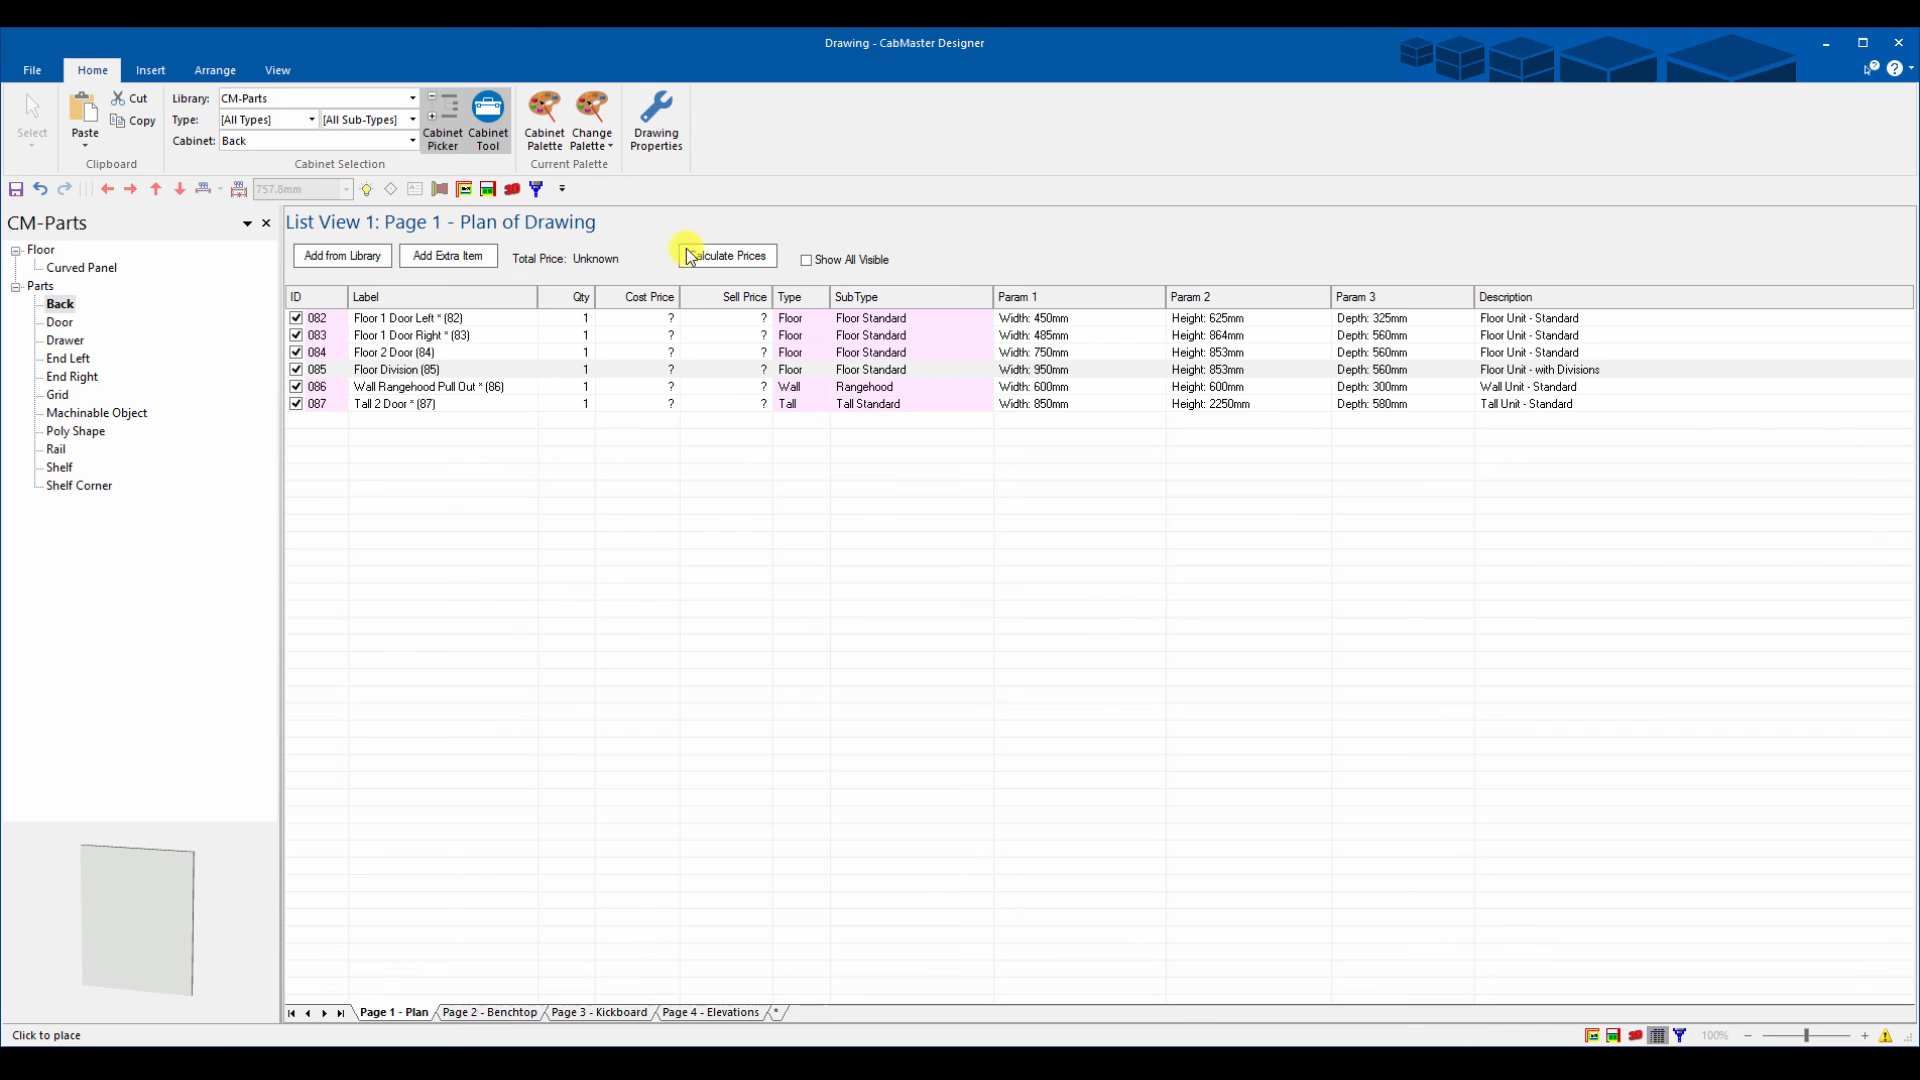 Drawing - CabMaster Designer
File Home Insert Arrange View
Select
Paste
Cut
Copy
Clipboard
Library: CM-Parts
Type: [All Types] [All Sub-Types]
Cabinet: Back
Cabinet Selection
Cabinet Picker
Cabinet Tool
Cabinet Palette
Change Palette
Current Palette
Drawing Properties
757.8mm
3D
CM-Parts
Floor
Curved Panel
Parts
Back
Door
Drawer
End Left
End Right
Grid
Machinable Object
Poly Shape
Rail
Shelf
Shelf Corner
List View 1: Page 1 - Plan of Drawing
Add from Library Add Extra Item Total Price: Unknown Calculate Prices Show All Visible
ID Label Qty Cost Price Sell Price Type SubType Param 1 Param 2 Param 3 Description
082 Floor 1 Door Left * (82) 1 ? ? Floor Floor Standard Width: 450mm Height: 625mm Depth: 325mm Floor Unit - Standard
083 Floor 1 Door Right * (83) 1 ? ? Floor Floor Standard Width: 485mm Height: 864mm Depth: 560mm Floor Unit - Standard
084 Floor 2 Door (84) 1 ? ? Floor Floor Standard Width: 750mm Height: 853mm Depth: 560mm Floor Unit - Standard
085 Floor Division (85) 1 ? ? Floor Floor Standard Width: 950mm Height: 853mm Depth: 560mm Floor Unit - with Divisions
086 Wall Rangehood Pull Out * (86) 1 ? ? Wall Rangehood Width: 600mm Height: 600mm Depth: 300mm Wall Unit - Standard
087 Tall 2 Door * (87) 1 ? ? Tall Tall Standard Width: 850mm Height: 2250mm Depth: 580mm Tall Unit - Standard
Page 1 - Plan Page 2 - Benchtop Page 3 - Kickboard Page 4 - Elevations *
Click to place
3D
100%